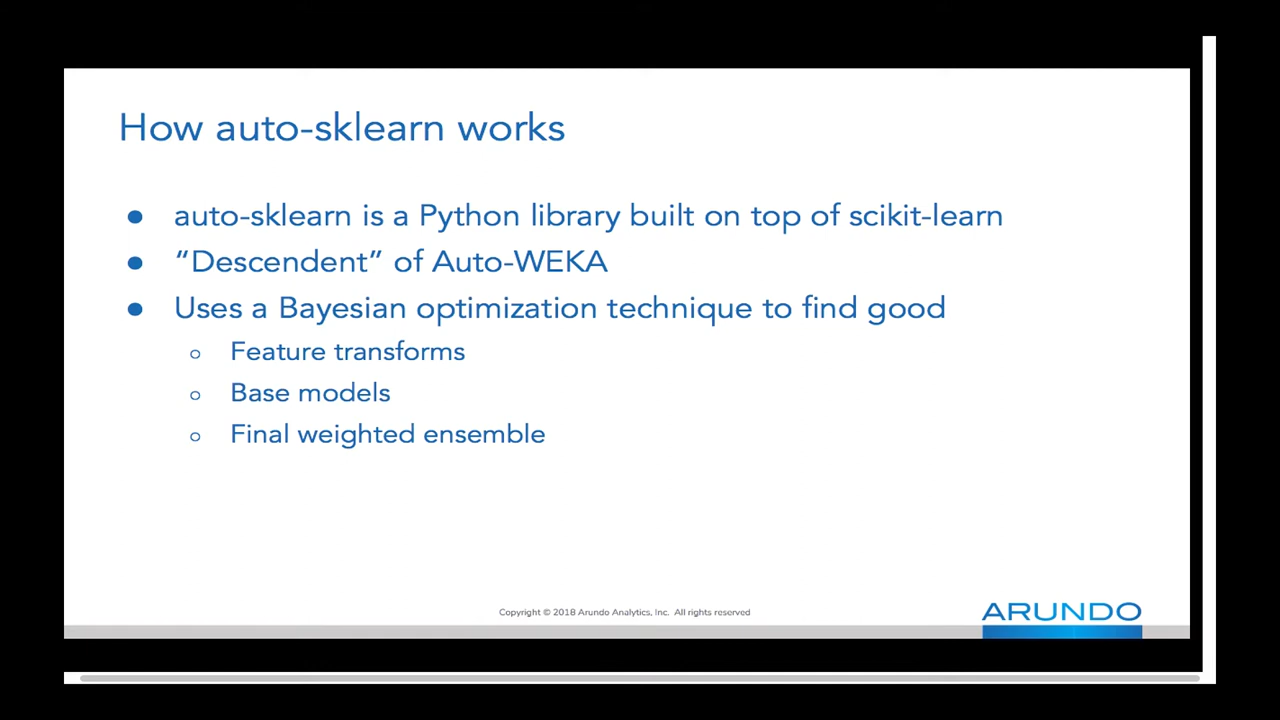 How auto-sklearn works
● auto-sklearn is a Python library built on top of scikit-learn
● “Descendent” of Auto-WEKA
● Uses a Bayesian optimization technique to find good
○ Feature transforms
○ Base models
○ Final weighted ensemble
Copyright © 2018 Arundo Analytics, Inc. All rights reserved
ARUNDO